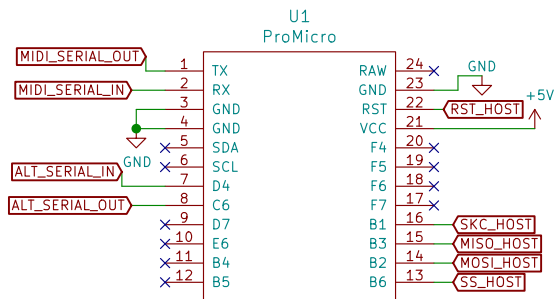 U1
ProMicro
MIDI_SERIAL_OUT 1 TX RAW 24 GND
MIDI_SERIAL_IN 2 RX GND 23
3 GND RST 22 RST_HOST +5V
4 GND VCC 21
GND 5 SDA F4 20
6 SCL F5 19
ALT_SERIAL_IN 7 D4 F6 18
ALT_SERIAL_OUT 8 C6 F7 17
9 D7 B1 16 SKC_HOST
10 E6 B3 15 MISO_HOST
11 B4 B2 14 MOSI_HOST
12 B5 B6 13 SS_HOST